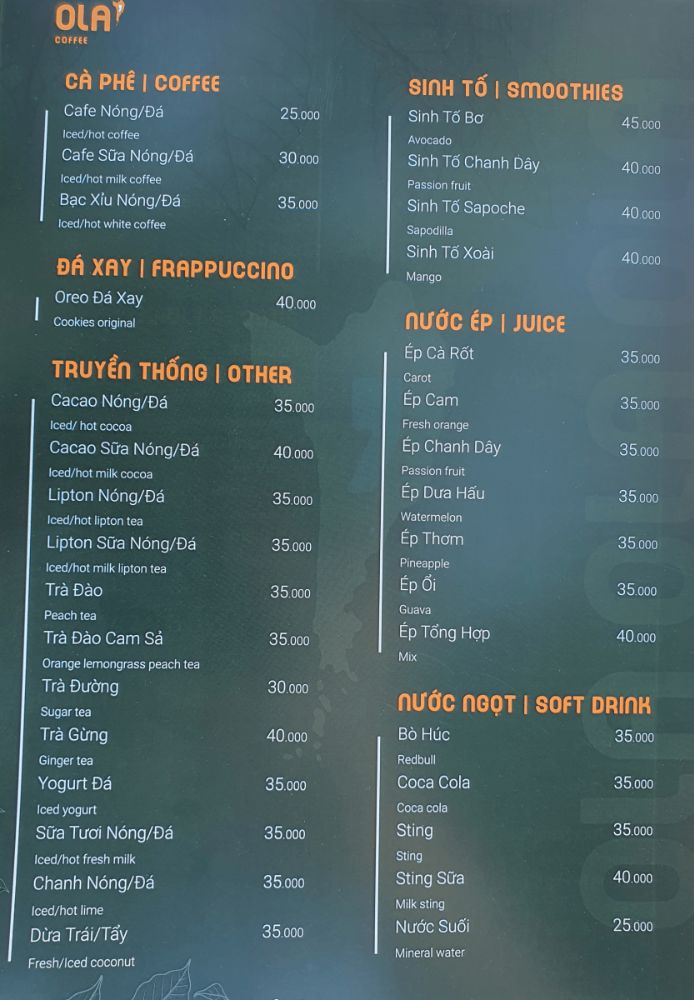 OLA
COFFEE
CÀ PHÊ | COFFEE
Cafe Nóng/Đá 25.000
Iced/hot coffee
Cafe Sữa Nóng/Đá 30.000
Iced/hot milk coffee
Bạc Xỉu Nóng/Đá 35.000
Iced/hot white coffee
ĐÁ XAY | FRAPPUCCINO
Oreo Đá Xay 40.000
Cookies original
TRUYỀN THỐNG | OTHER
Cacao Nóng/Đá 35.000
Iced/ hot cocoa
Cacao Sữa Nóng/Đá 40.000
Iced/hot milk cocoa
Lipton Nóng/Đá 35.000
Iced/hot lipton tea
Lipton Sữa Nóng/Đá 35.000
Iced/hot milk lipton tea
Trà Đào 35.000
Peach tea
Trà Đào Cam Sả 35.000
Orange lemongrass peach tea
Trà Đường 30.000
Sugar tea
Trà Gừng 40.000
Ginger tea
Yogurt Đá 35.000
Iced yogurt
Sữa Tươi Nóng/Đá 35.000
Iced/hot fresh milk
Chanh Nóng/Đá 35.000
Iced/hot lime
Dừa Trái/Tẩy 35.000
Fresh/Iced coconut
SINH TỐ | SMOOTHIES
Sinh Tố Bơ 45.000
Avocado
Sinh Tố Chanh Dây 40.000
Passion fruit
Sinh Tố Sapoche 40.000
Sapodilla
Sinh Tố Xoài 40.000
Mango
NƯỚC ÉP | JUICE
Ép Cà Rốt 35.000
Carot
Ép Cam 35.000
Fresh orange
Ép Chanh Dây 35.000
Passion fruit
Ép Dưa Hấu 35.000
Watermelon
Ép Thơm 35.000
Pineapple
Ép Ổi 35.000
Guava
Ép Tổng Hợp 40.000
Mix
NƯỚC NGỌT | SOFT DRINK
Bò Húc 35.000
Redbull
Coca Cola 35.000
Coca cola
Sting 35.000
Sting
Sting Sữa 40.000
Milk sting
Nước Suối 25.000
Mineral water